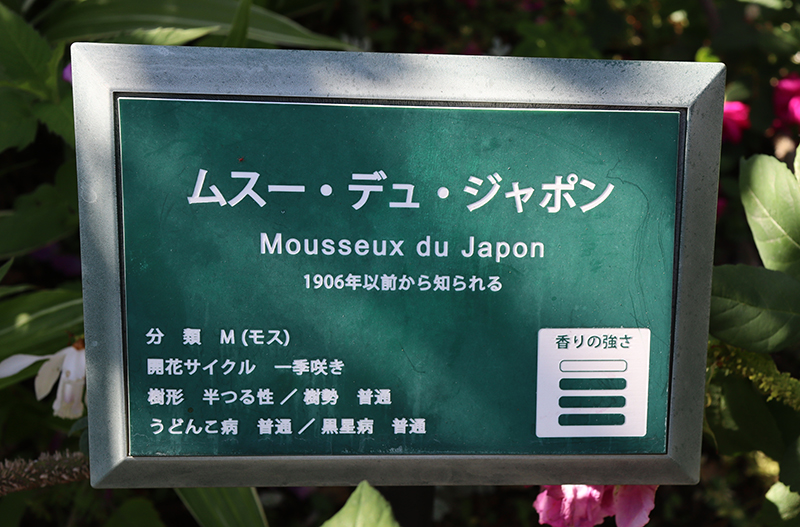 ムスー・デュ・ジャポン
Mousseux du Japon
1906年以前から知られる
分 類 M (モス)
開花サイクル 一季咲き
樹形 半つる性 / 樹勢 普通
うどんこ病 普通 / 黒星病 普通
香りの強さ